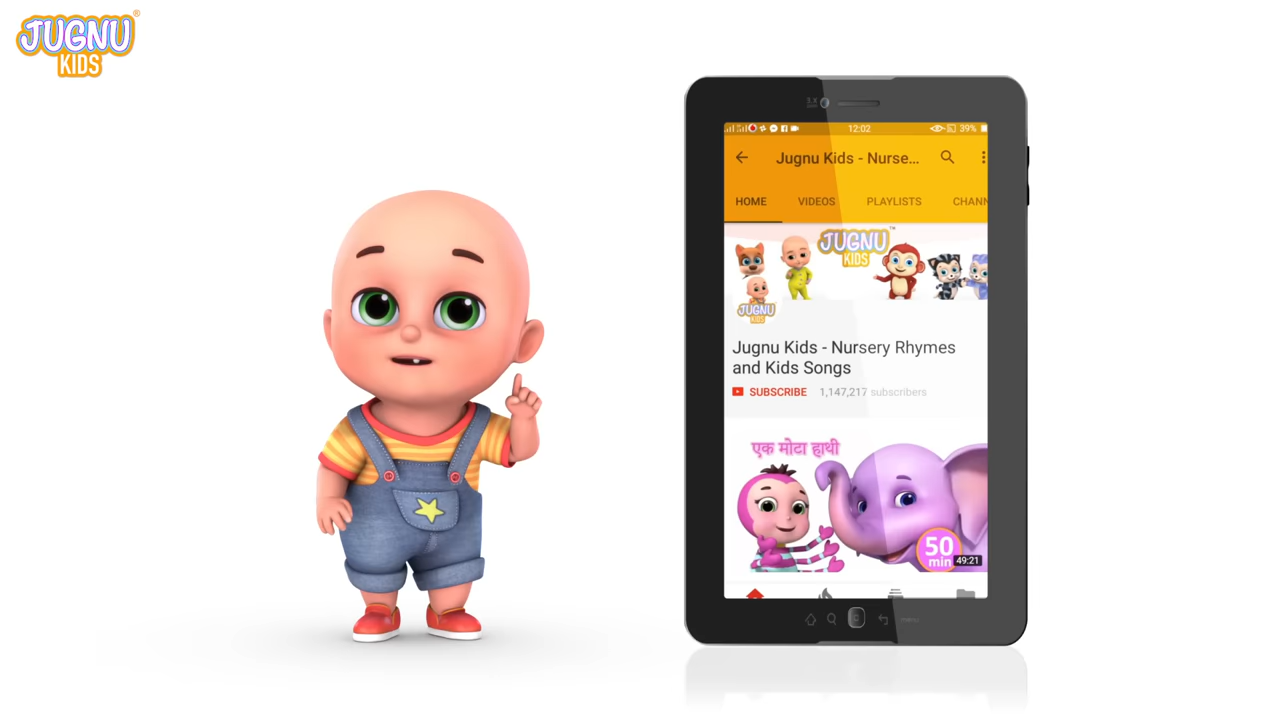 JUGNU
KIDS
12:02
39%
Jugnu Kids - Nurse...
HOME VIDEOS PLAYLISTS CHANN
JUGNU
KIDS
JUGNU
KIDS
Jugnu Kids - Nursery Rhymes
and Kids Songs
SUBSCRIBE 1,147,217 subscribers
एक मोटा हाथी
50
min
49:21